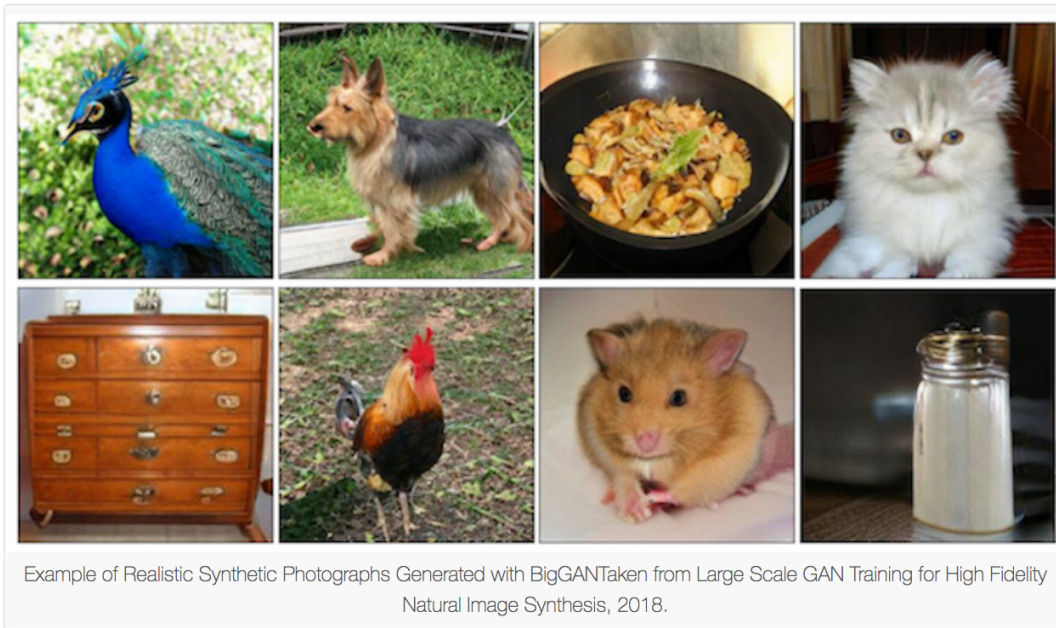 Example of Realistic Synthetic Photographs Generated with BigGANTaken from Large Scale GAN Training for High Fidelity
Natural Image Synthesis, 2018.